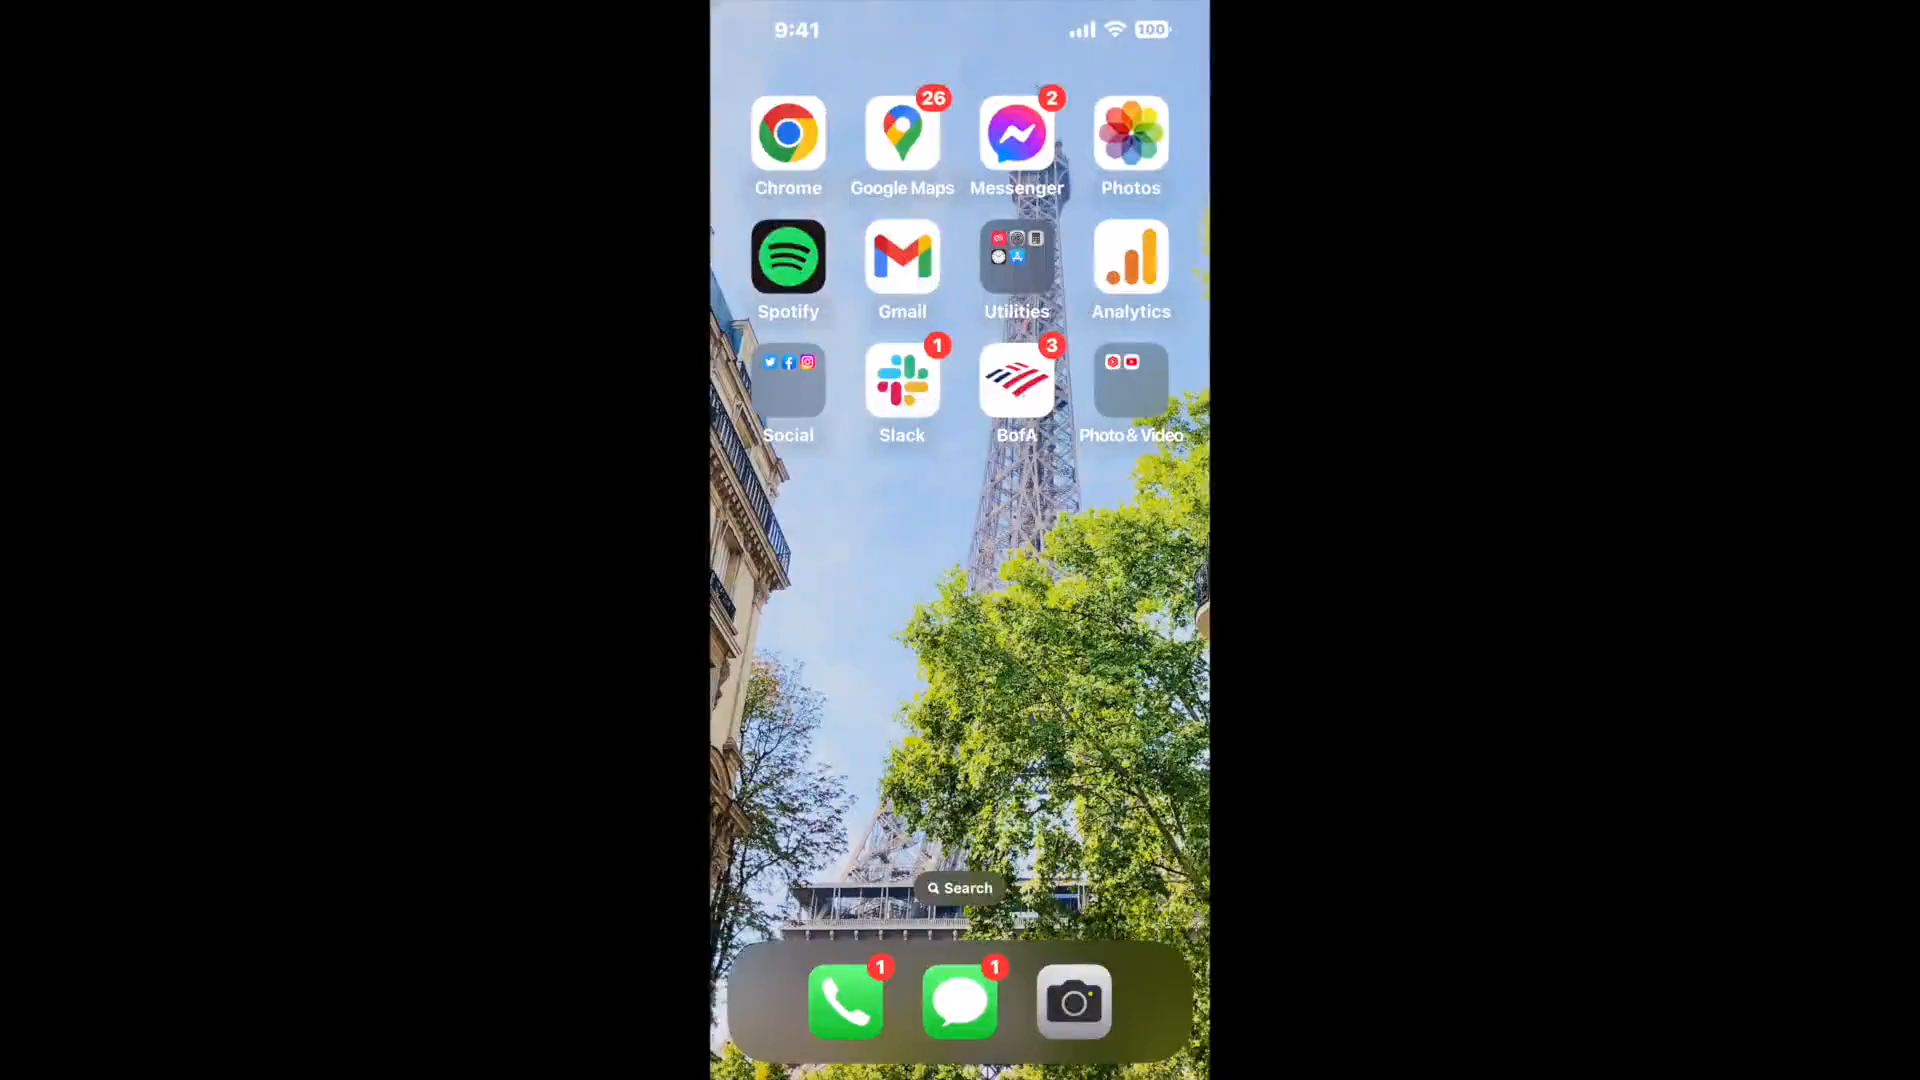 9:41
100
26
2
Chrome
Google Maps
Messenger
Photos
Spotify
Gmail
Utilities
Analytics
1
3
Social
Slack
BofA
Photo & Video
Search
1
1